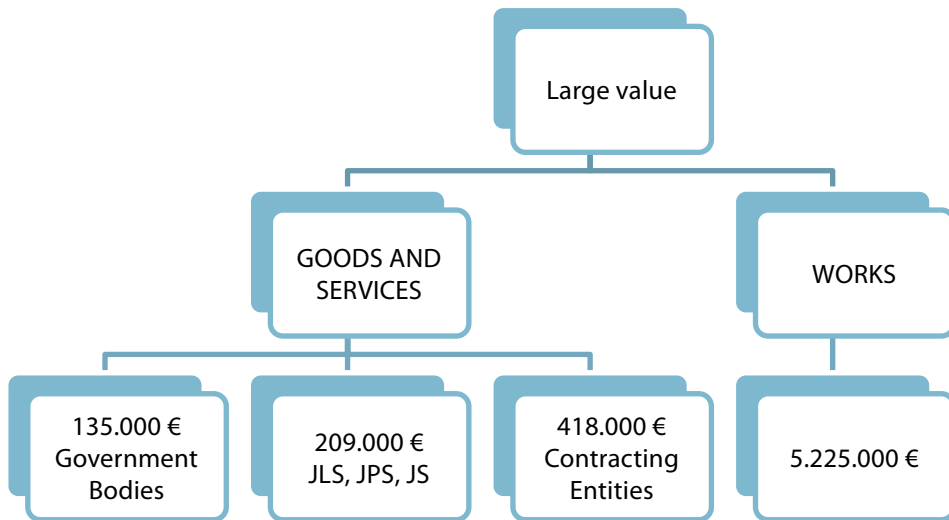 Large value
GOODS AND
SERVICES
WORKS
135.000 €
Government
Bodies
209.000 €
JLS, JPS, JS
418.000 €
Contracting
Entities
5.225.000 €